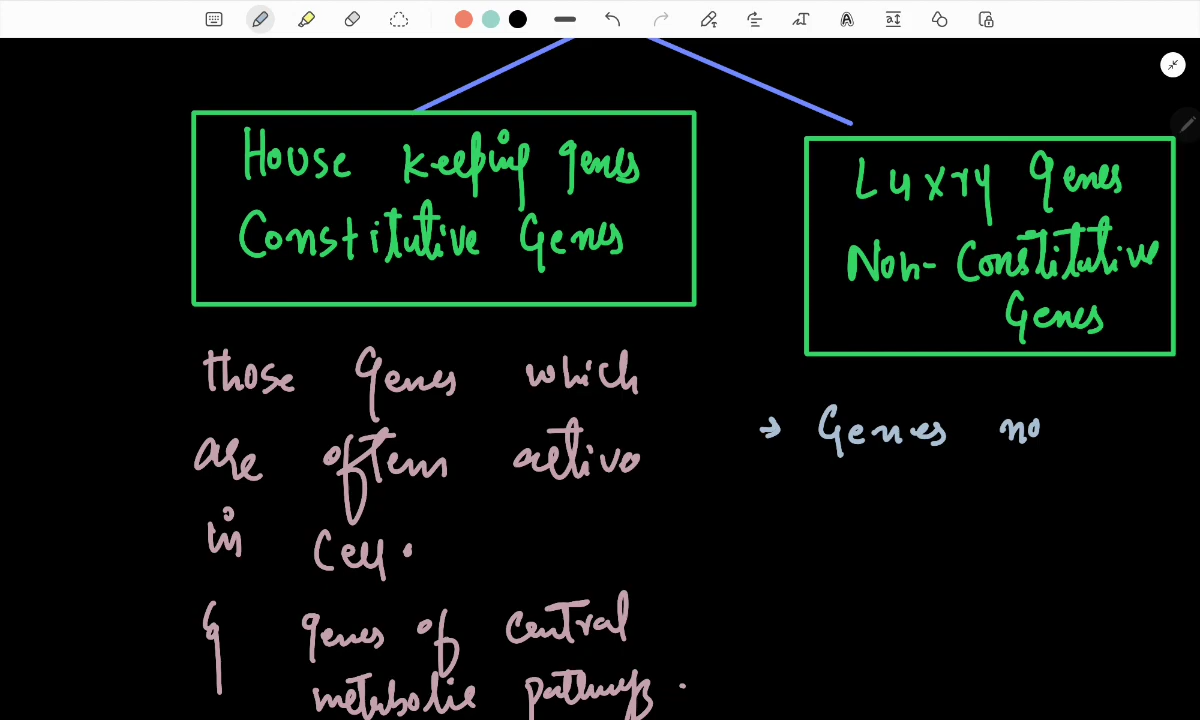 House keeping genes
Constitutive Genes
Luxry Genes
Non-Constitutive
Genes
those Genes which
are often active
in Cell.
genes of central
metabolic pathways.
→ Genes no